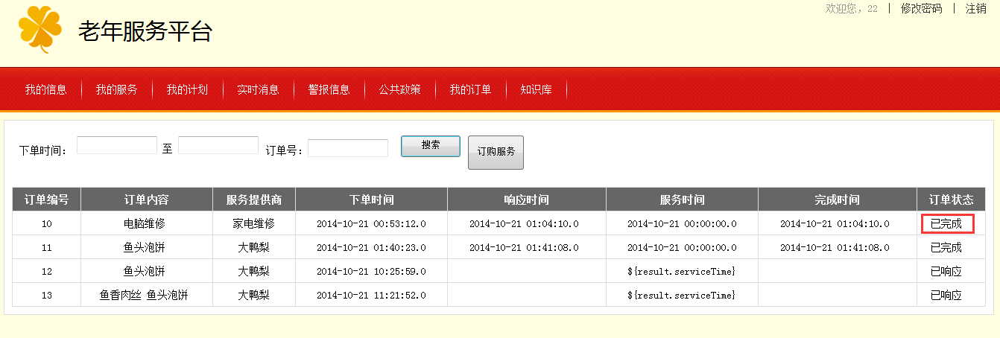 欢迎您，22 | 修改密码 | 注销
老年服务平台
我的信息 我的服务 我的计划 实时消息 警报信息 公共政策 我的订单 知识库
下单时间： 至 订单号： 搜索 订购服务
订单编号 订单内容 服务提供商 下单时间 响应时间 服务时间 完成时间 订单状态
10 电脑维修 家电维修 2014-10-21 00:53:12.0 2014-10-21 01:04:10.0 2014-10-21 00:00:00.0 2014-10-21 01:04:10.0 已完成
11 鱼头泡饼 大鸭梨 2014-10-21 01:40:23.0 2014-10-21 01:41:08.0 2014-10-21 00:00:00.0 2014-10-21 01:41:08.0 已完成
12 鱼头泡饼 大鸭梨 2014-10-21 10:25:59.0 ${result.serviceTime} 已响应
13 鱼香肉丝 鱼头泡饼 大鸭梨 2014-10-21 11:21:52.0 ${result.serviceTime} 已响应